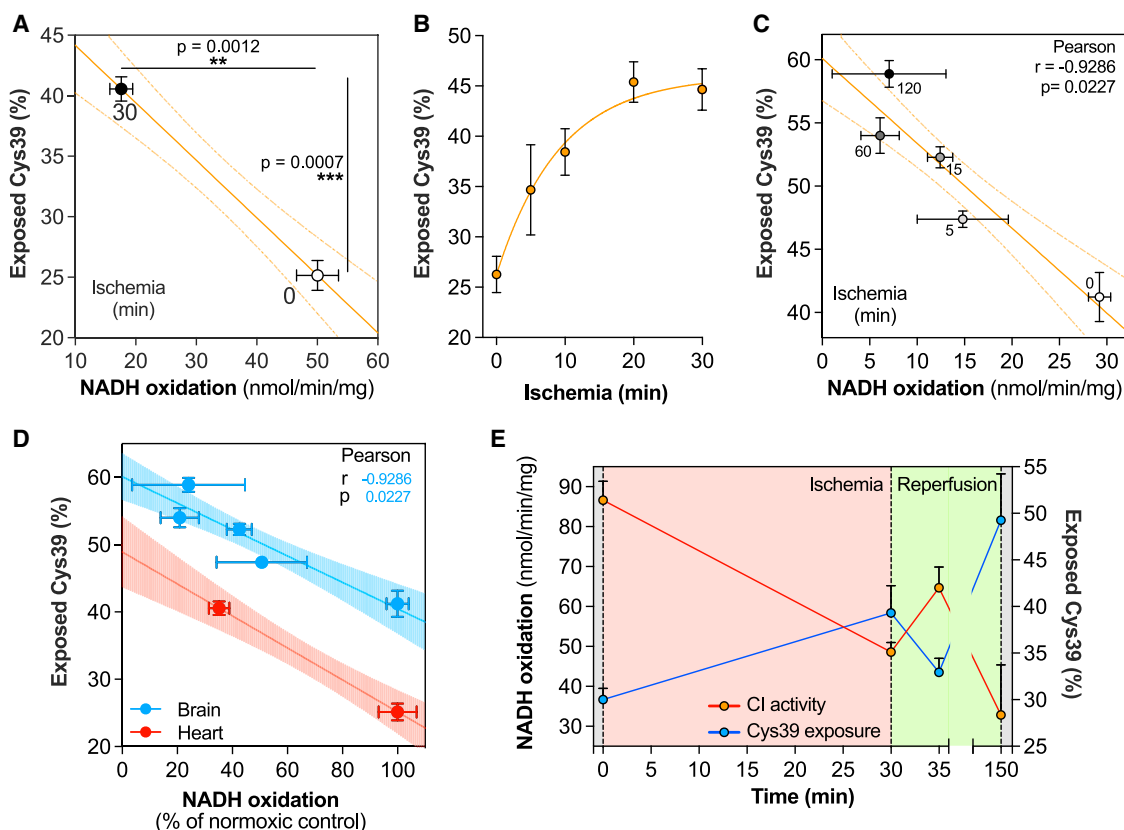 A
Exposed Cys39 (%)
45
40
35
30
25
20
p = 0.0012
**
30
p = 0.0007
***
0
Ischemia
(min)
10 20 30 40 50 60
NADH oxidation (nmol/min/mg)
B
Exposed Cys39 (%)
50
45
40
35
30
25
20
0 10 20 30
Ischemia (min)
C
Exposed Cys39 (%)
60
55
50
45
40
Pearson
r = -0.9286
p= 0.0227
120
60
15
5
0
Ischemia
(min)
0 5 10 15 20 25 30
NADH oxidation (nmol/min/mg)
D
Exposed Cys39 (%)
60
50
40
30
20
Pearson
r -0.9286
p 0.0227
Brain
Heart
0 20 40 60 80 100
NADH oxidation
(% of normoxic control)
E
NADH oxidation (nmol/min/mg)
90
80
70
60
50
40
30
Ischemia
Reperfusion
CI activity
Cys39 exposure
55
50
45
40
35
30
25
Exposed Cys39 (%)
0 5 10 15 20 25 30 35 150
Time (min)